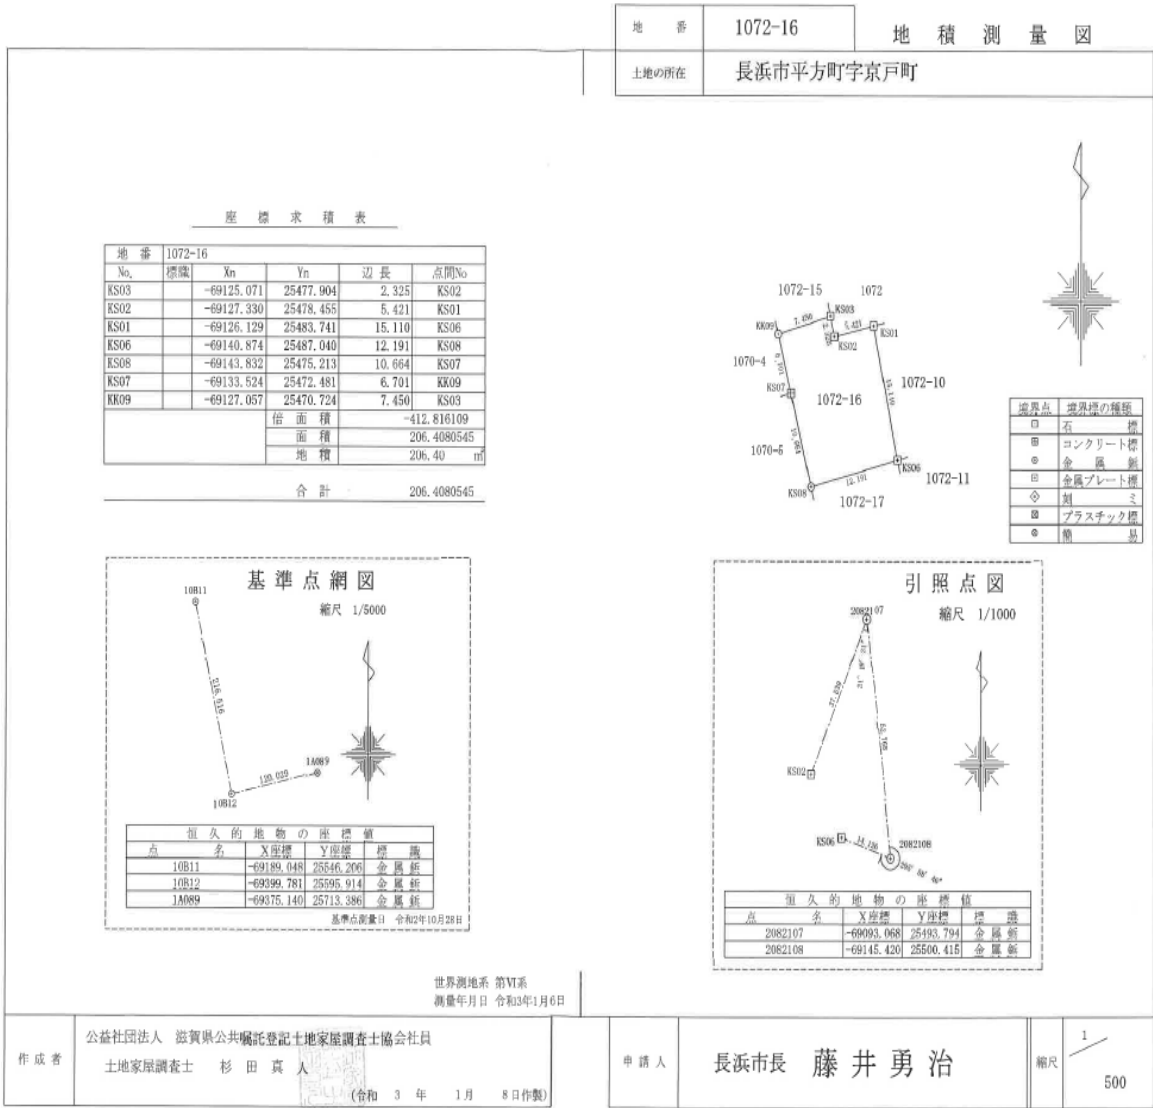 地番 1072-16 地積測量図
土地の所在 長浜市平方町字京戸町
座標求積表
地番 1072-16
No. 標識 Xn Yn 辺長 点間No
KS03 -69125.071 25477.904 2.325 KS02
KS02 -69127.330 25478.455 5.421 KS01
KS01 -69126.129 25483.741 15.110 KS06
KS06 -69140.874 25487.040 12.191 KS08
KS08 -69143.832 25475.213 10.664 KS07
KS07 -69133.524 25472.481 6.701 KK09
KK09 -69127.057 25470.724 7.450 KS03
倍面積 -412.816109
面積 206.4080545
地積 206.40 ㎡
合計 206.4080545
1072-15 1072
KS03
7.450
KK09
2.325
5.421
KS01
KS02
1070-4
6.701
KS07
1072-10
15.110
1072-16
10.664
1070-5
KS06
1072-11
12.191
KS08
1072-17
境界点 境界標の種類
石標
コンクリート標
金属鋲
金属プレート標
刻ミ
プラスチック標
簡易
基準点網図
縮尺 1/5000
10B11
216.516
1A089
120.029
10B12
恒久的地物の座標値
点名 X座標 Y座標 標識
10B11 -69189.048 25546.206 金属鋲
10B12 -69399.781 25595.914 金属鋲
1A089 -69375.140 25713.386 金属鋲
基準点測量日 令和2年10月28日
引照点図
縮尺 1/1000
2082107
KS02
KS06
2082108
恒久的地物の座標値
点名 X座標 Y座標 標識
2082107 -69093.068 25493.794 金属鋲
2082108 -69145.420 25500.415 金属鋲
世界測地系 第Ⅵ系
測量年月日 令和3年1月6日
作成者
公益社団法人 滋賀県公共嘱託登記土地家屋調査士協会社員
土地家屋調査士 杉田真人
(令和 3 年 1月 8日作製)
申請人 長浜市長 藤井勇治
縮尺 1/500